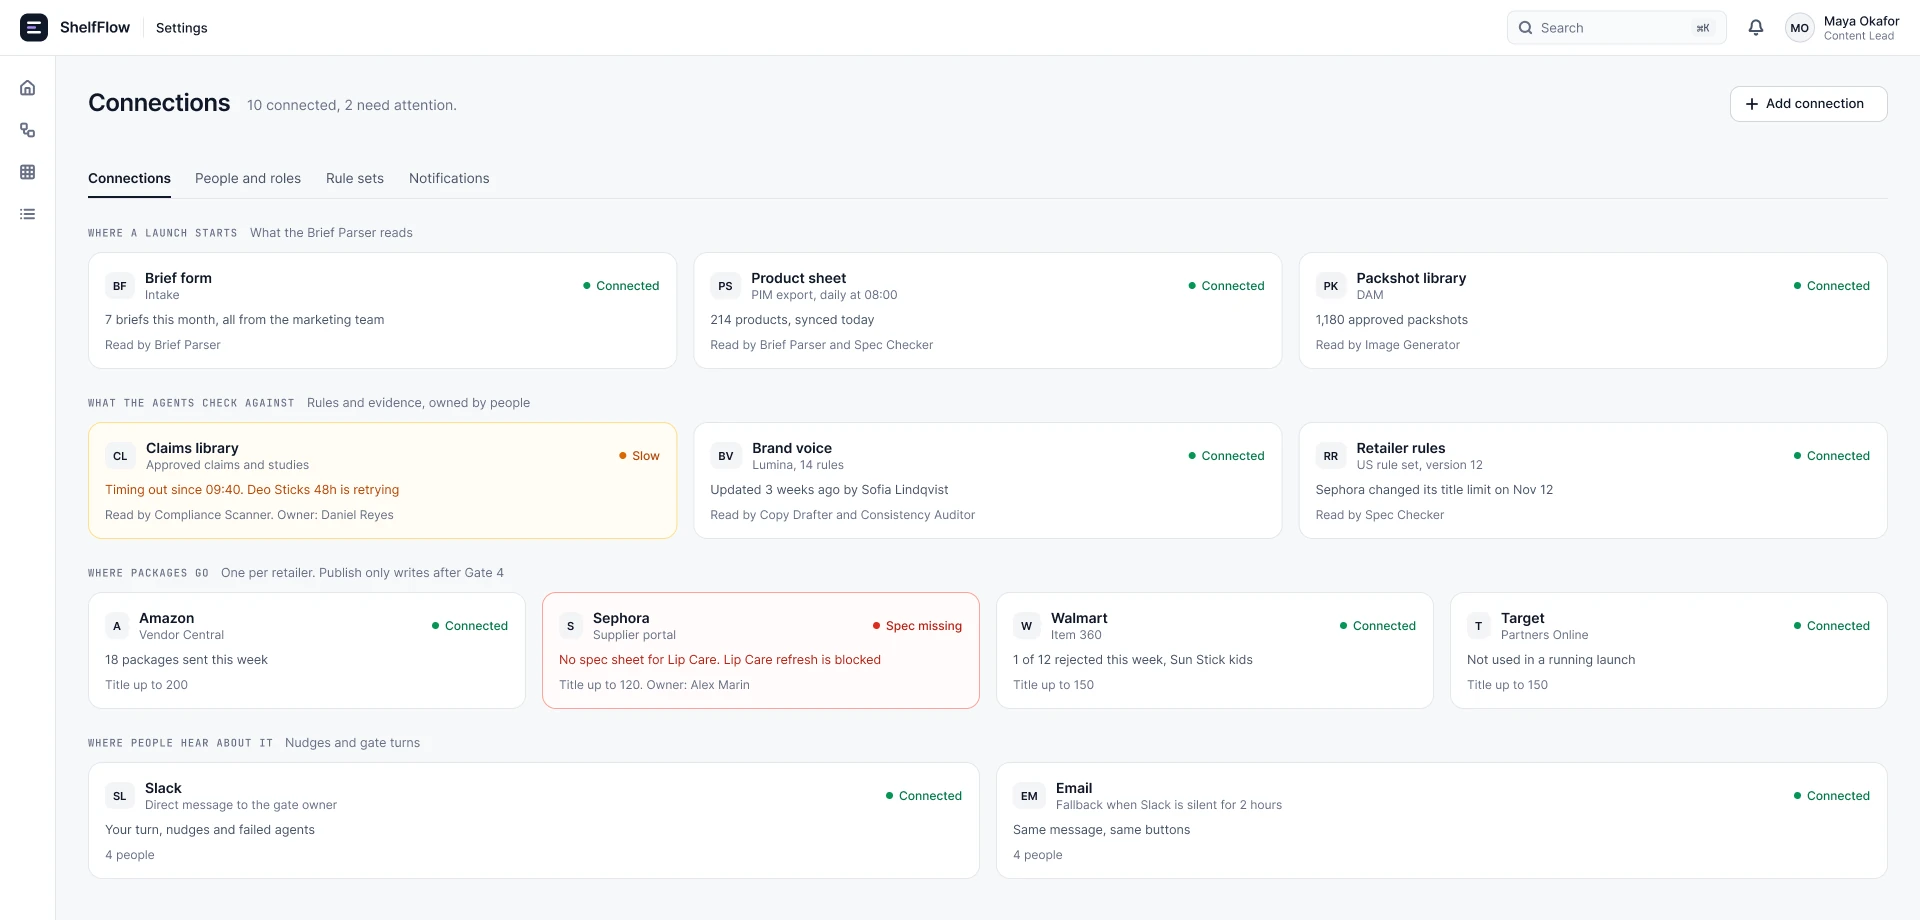 ShelfFlow
Settings
Search
⌘K
MO
Maya Okafor
Content Lead
Connections
10 connected, 2 need attention.
+ Add connection
Connections
People and roles
Rule sets
Notifications
WHERE A LAUNCH STARTS What the Brief Parser reads
BF
Brief form
Intake
Connected
7 briefs this month, all from the marketing team
Read by Brief Parser
PS
Product sheet
PIM export, daily at 08:00
Connected
214 products, synced today
Read by Brief Parser and Spec Checker
PK
Packshot library
DAM
Connected
1,180 approved packshots
Read by Image Generator
WHAT THE AGENTS CHECK AGAINST Rules and evidence, owned by people
CL
Claims library
Approved claims and studies
Slow
Timing out since 09:40. Deo Sticks 48h is retrying
Read by Compliance Scanner. Owner: Daniel Reyes
BV
Brand voice
Lumina, 14 rules
Connected
Updated 3 weeks ago by Sofia Lindqvist
Read by Copy Drafter and Consistency Auditor
RR
Retailer rules
US rule set, version 12
Connected
Sephora changed its title limit on Nov 12
Read by Spec Checker
WHERE PACKAGES GO One per retailer. Publish only writes after Gate 4
A
Amazon
Vendor Central
Connected
18 packages sent this week
Title up to 200
S
Sephora
Supplier portal
Spec missing
No spec sheet for Lip Care. Lip Care refresh is blocked
Title up to 120. Owner: Alex Marin
W
Walmart
Item 360
Connected
1 of 12 rejected this week, Sun Stick kids
Title up to 150
T
Target
Partners Online
Connected
Not used in a running launch
Title up to 150
WHERE PEOPLE HEAR ABOUT IT Nudges and gate turns
SL
Slack
Direct message to the gate owner
Connected
Your turn, nudges and failed agents
4 people
EM
Email
Fallback when Slack is silent for 2 hours
Connected
Same message, same buttons
4 people